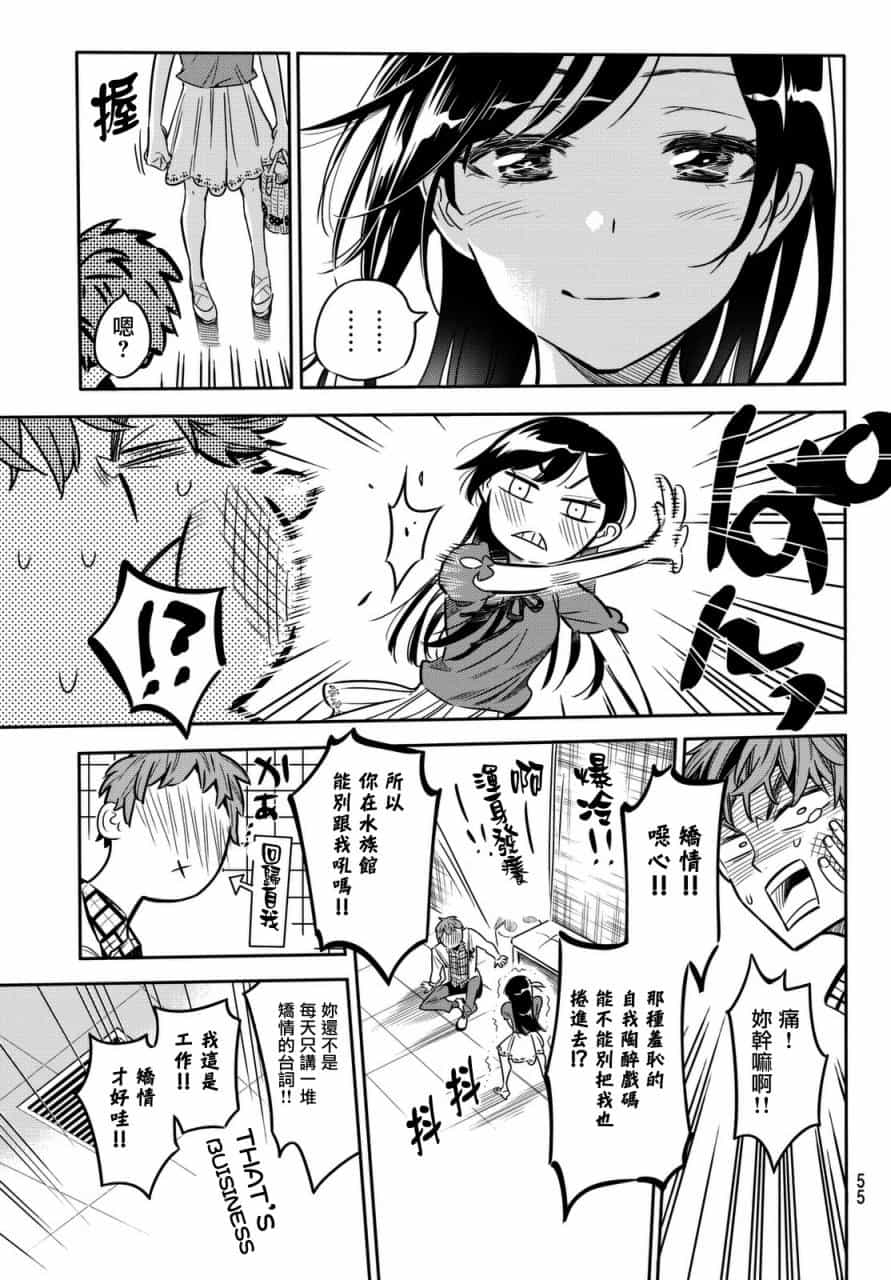 ⋯⋯
⋯⋯
握
嗯?
ぱ
ん
!?
痛!
妳幹嘛啊!!
矯情!!
噁心!!
爆冷
啊——!!
渾身發癢!!
那種羞恥的
自我陶醉戲碼
能不能別把我也
捲進去!?
所以
你在水族館
能別跟我吼嗎!!
抖
抖
かあ
回歸自我
妳還不是
每天只講一堆
矯情的台詞!!
我這是
工作!!
矯情
才好哇!!
THAT'S
BUISINESS
55